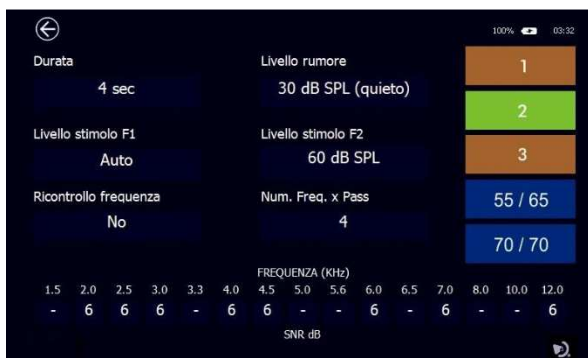 100% 03:32
Durata
4 sec
Livello rumore
30 dB SPL (quieto)
1
2
Livello stimolo F1
Auto
Livello stimolo F2
60 dB SPL
3
Ricontrollo frequenza
No
Num. Freq. x Pass
4
55 / 65
70 / 70
FREQUENZA (KHz)
1.5 2.0 2.5 3.0 3.3 4.0 4.5 5.0 5.6 6.0 6.5 7.0 8.0 10.0 12.0
- 6 6 6 - 6 6 - - 6 - 6 - - 6
SNR dB